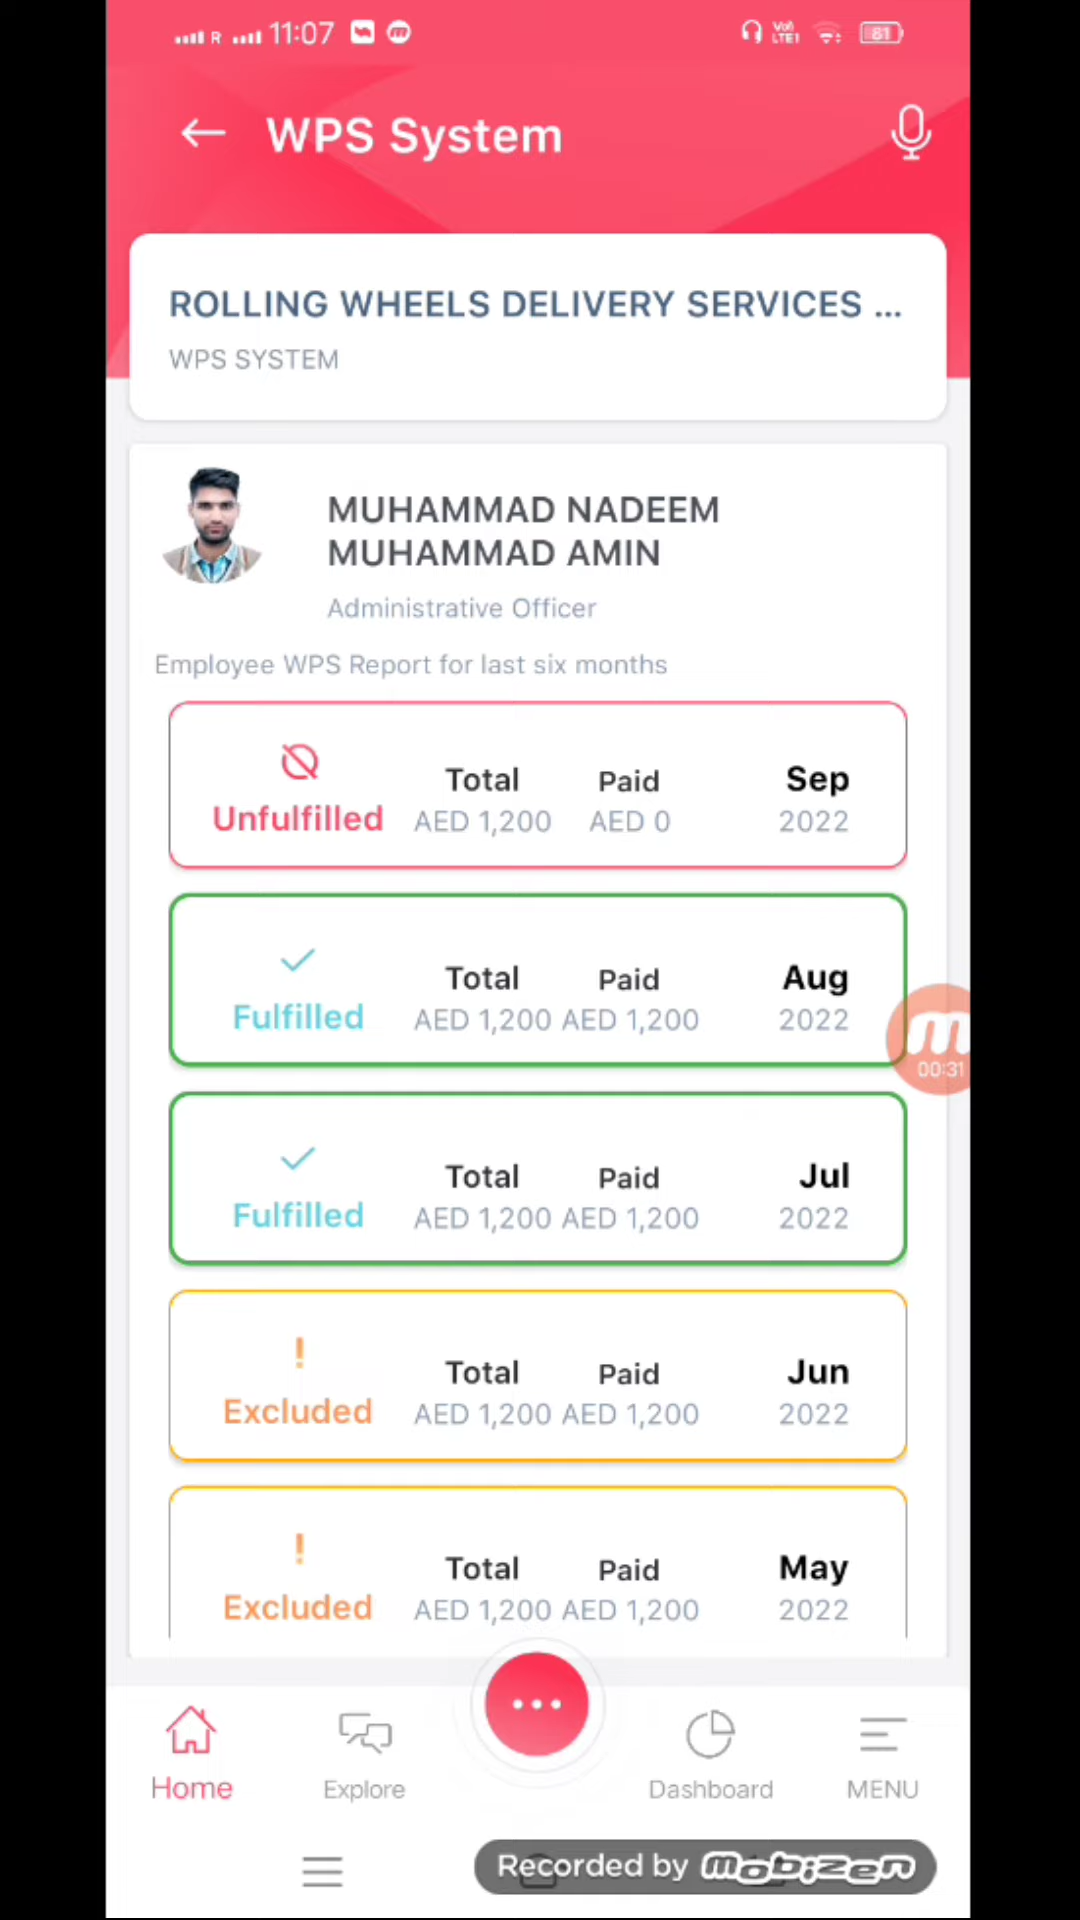 R 11:07 Vo) LTE1 81
WPS System
ROLLING WHEELS DELIVERY SERVICES ...
WPS SYSTEM
MUHAMMAD NADEEM
MUHAMMAD AMIN
Administrative Officer
Employee WPS Report for last six months
Total Paid Sep
Unfulfilled AED 1,200 AED 0 2022
Total Paid Aug
Fulfilled AED 1,200 AED 1,200 2022
m
00:31
Total Paid Jul
Fulfilled AED 1,200 AED 1,200 2022
!
Total Paid Jun
Excluded AED 1,200 AED 1,200 2022
!
Total Paid May
Excluded AED 1,200 AED 1,200 2022
Home Explore Dashboard MENU
Recorded by mobizen